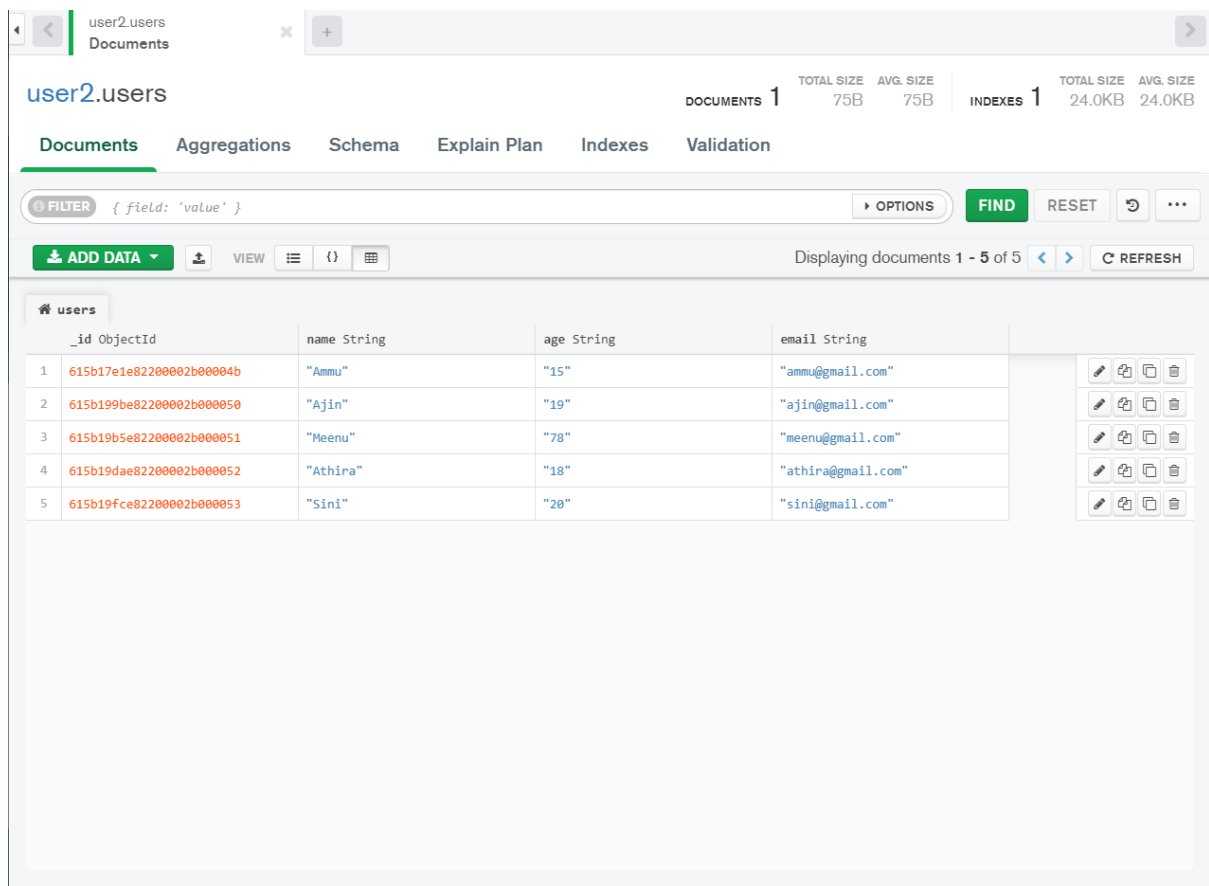 user2.users
Documents
+
user2.users
DOCUMENTS 1 TOTAL SIZE 75B AVG. SIZE 75B INDEXES 1 TOTAL SIZE 24.0KB AVG. SIZE 24.0KB
Documents Aggregations Schema Explain Plan Indexes Validation
FILTER { field: 'value' } OPTIONS FIND RESET ...
ADD DATA VIEW {} Displaying documents 1 - 5 of 5 < > REFRESH
users
_id ObjectId name String age String email String
1 615b17e1e82200002b00004b "Ammu" "15" "ammu@gmail.com"
2 615b199be82200002b000050 "Ajin" "19" "ajin@gmail.com"
3 615b19b5e82200002b000051 "Meenu" "78" "meenu@gmail.com"
4 615b19dae82200002b000052 "Athira" "18" "athira@gmail.com"
5 615b19fce82200002b000053 "Sini" "20" "sini@gmail.com"